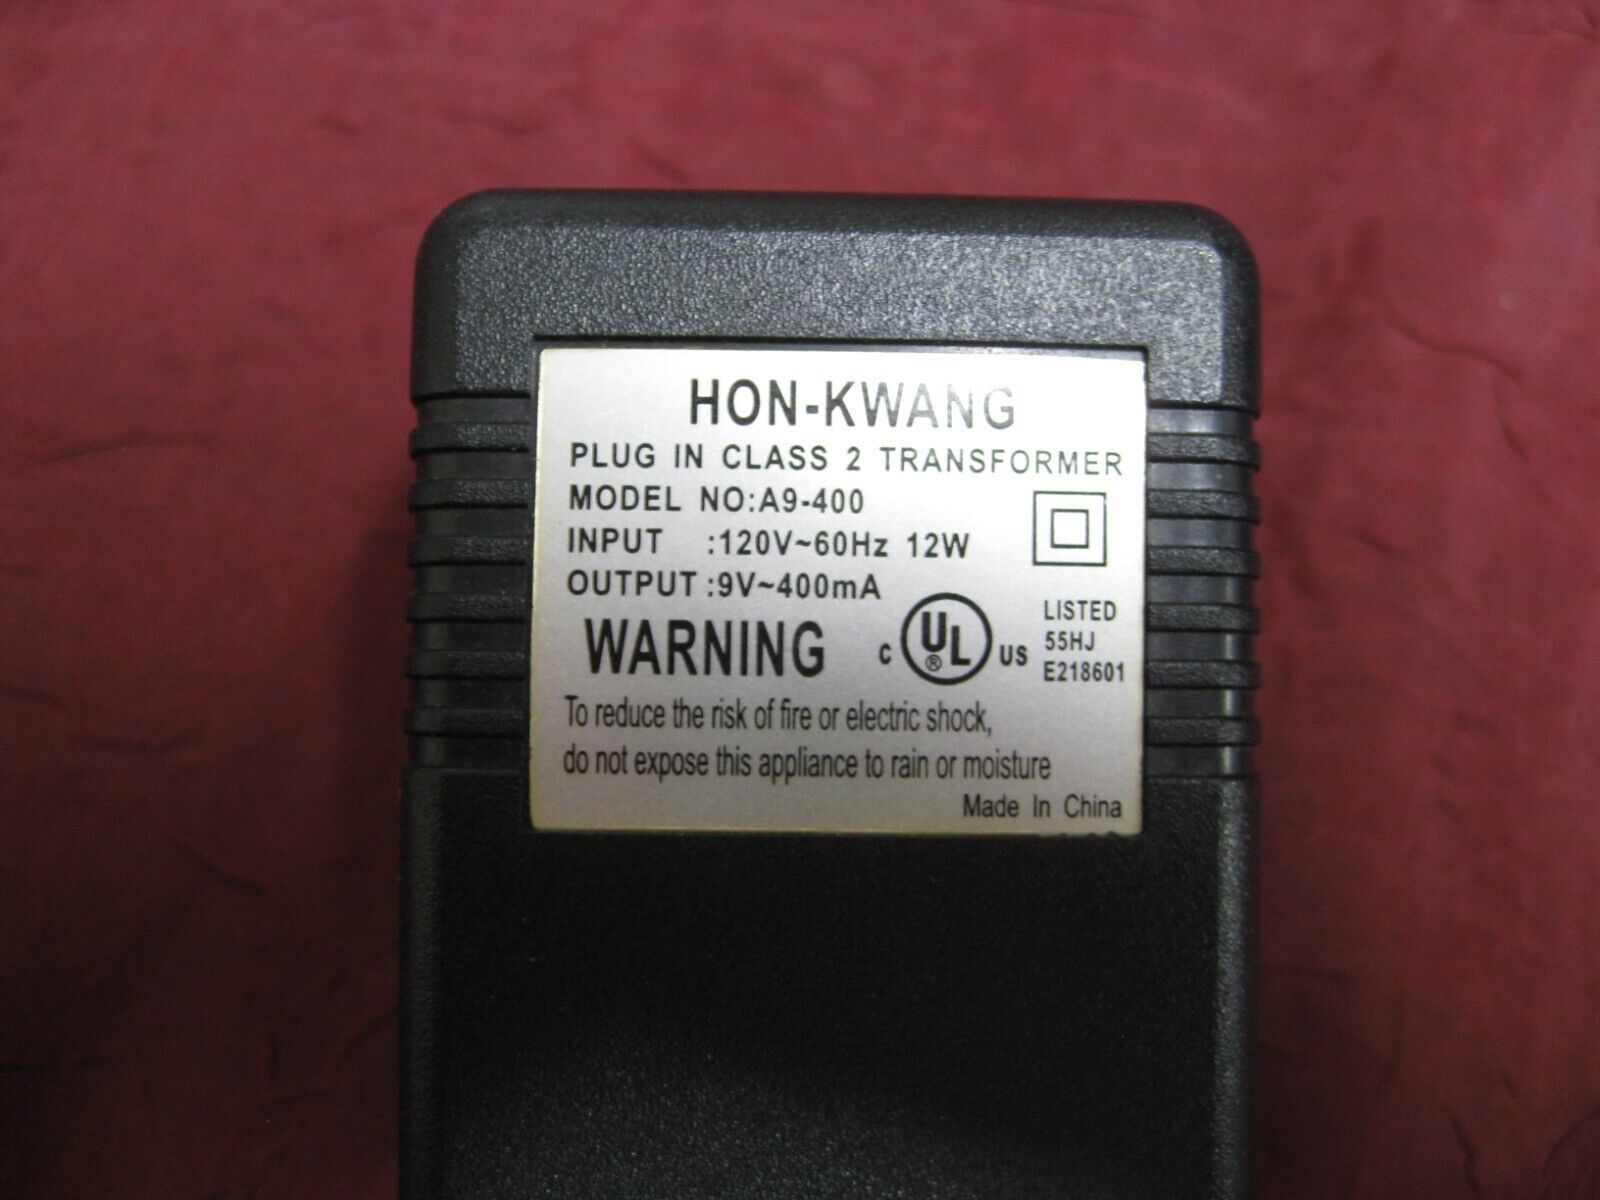 HON-KWANG
PLUG IN CLASS 2 TRANSFORMER
MODEL NO:A9-400
INPUT :120V~60Hz 12W
OUTPUT :9V~400mA
WARNING
C UL ® US
LISTED
55HJ
E218601
To reduce the risk of fire or electric shock,
do not expose this appliance to rain or moisture
Made In China